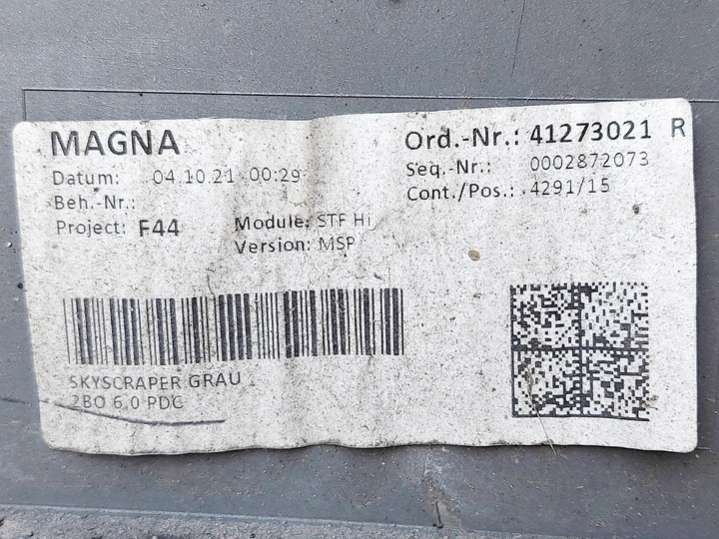 MAGNA
Datum: 04.10.21 00:29
Beh.-Nr.:
Project: F44
Module: STF Hi
Version: MSP
Ord.-Nr.: 41273021 R
Seq.-Nr.: 0002872073
Cont./Pos.: 4291/15
SKYSCRAPER GRAU
2BO 6.0 PDC